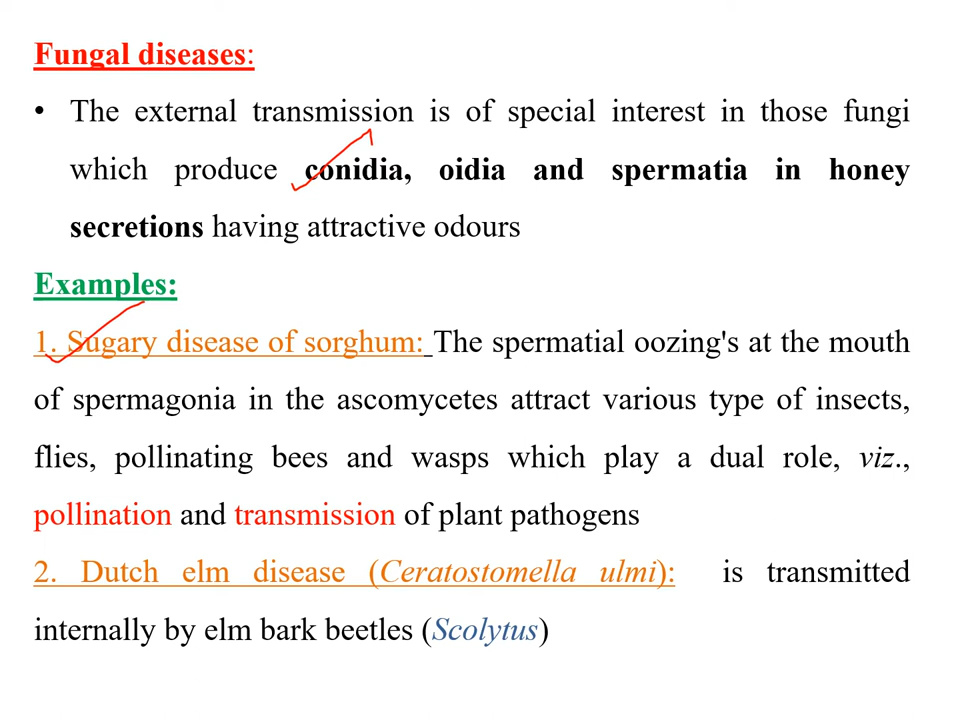 Fungal diseases:
• The external transmission is of special interest in those fungi
which produce conidia, oidia and spermatia in honey
secretions having attractive odours
Examples:
1. Sugary disease of sorghum: The spermatial oozing's at the mouth
of spermagonia in the ascomycetes attract various type of insects,
flies, pollinating bees and wasps which play a dual role, viz.,
pollination and transmission of plant pathogens
2. Dutch elm disease (Ceratostomella ulmi): is transmitted
internally by elm bark beetles (Scolytus)